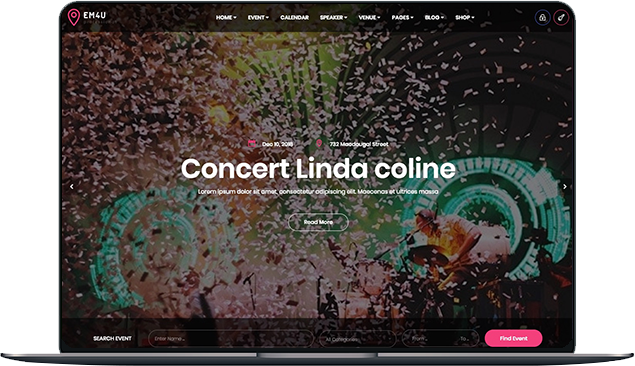 EM4U
HOME EVENT CALENDAR SPEAKER VENUE PAGES BLOG SHOP
Dec 10, 2018 732 Macdougal Street
Concert Linda coline
Lorem ipsum dolor sit amet, consectetur adipiscing elit. Maecenas et ultrices massa
Read More
SEARCH EVENT Enter Name... All Categories From... To... Find Event